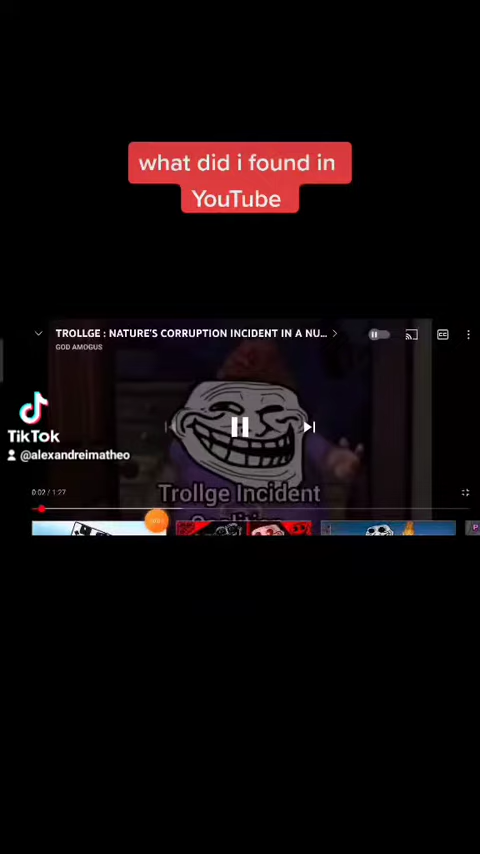 what did i found in
YouTube
TROLLGE : NATURE'S CORRUPTION INCIDENT IN A NU...
GOD AMOGUS
CC
TikTok
@alexandreimatheo
0:02 / 1:27
Trollge Incident